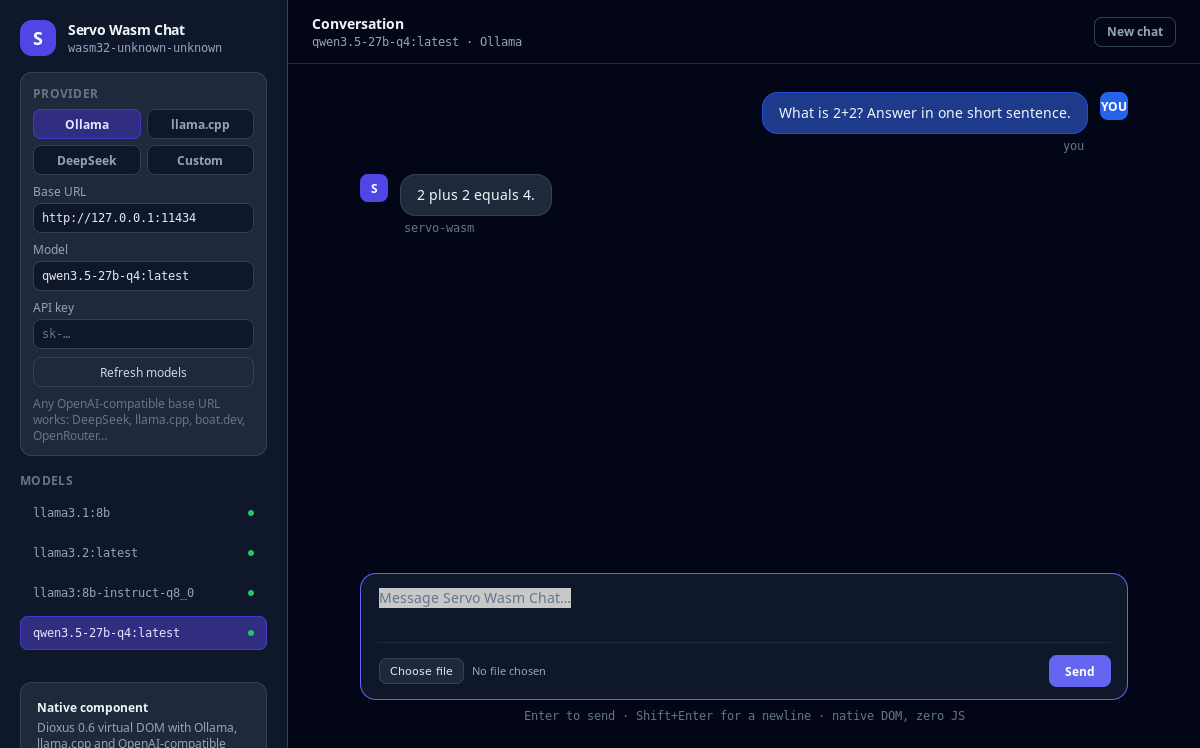 S
Servo Wasm Chat
wasm32-unknown-unknown
PROVIDER
Ollama
llama.cpp
DeepSeek
Custom
Base URL
http://127.0.0.1:11434
Model
qwen3.5-27b-q4:latest
API key
sk-…
Refresh models
Any OpenAI-compatible base URL
works: DeepSeek, llama.cpp, boat.dev,
OpenRouter…
MODELS
llama3.1:8b
llama3.2:latest
llama3:8b-instruct-q8_0
qwen3.5-27b-q4:latest
Native component
Dioxus 0.6 virtual DOM with Ollama,
llama.cpp and OpenAI-compatible
Conversation
qwen3.5-27b-q4:latest · Ollama
New chat
What is 2+2? Answer in one short sentence.
YOU
you
S
2 plus 2 equals 4.
servo-wasm
Message Servo Wasm Chat…
Choose file
No file chosen
Send
Enter to send · Shift+Enter for a newline · native DOM, zero JS